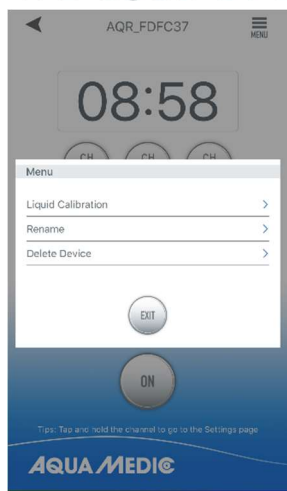 AQR_FDFC37
MENU
08:58
CH CH CH
Menu
Liquid Calibration
Rename
Delete Device
EXIT
ON
Tips: Tap and hold the channel to go to the Settings page
AQUA MEDIC